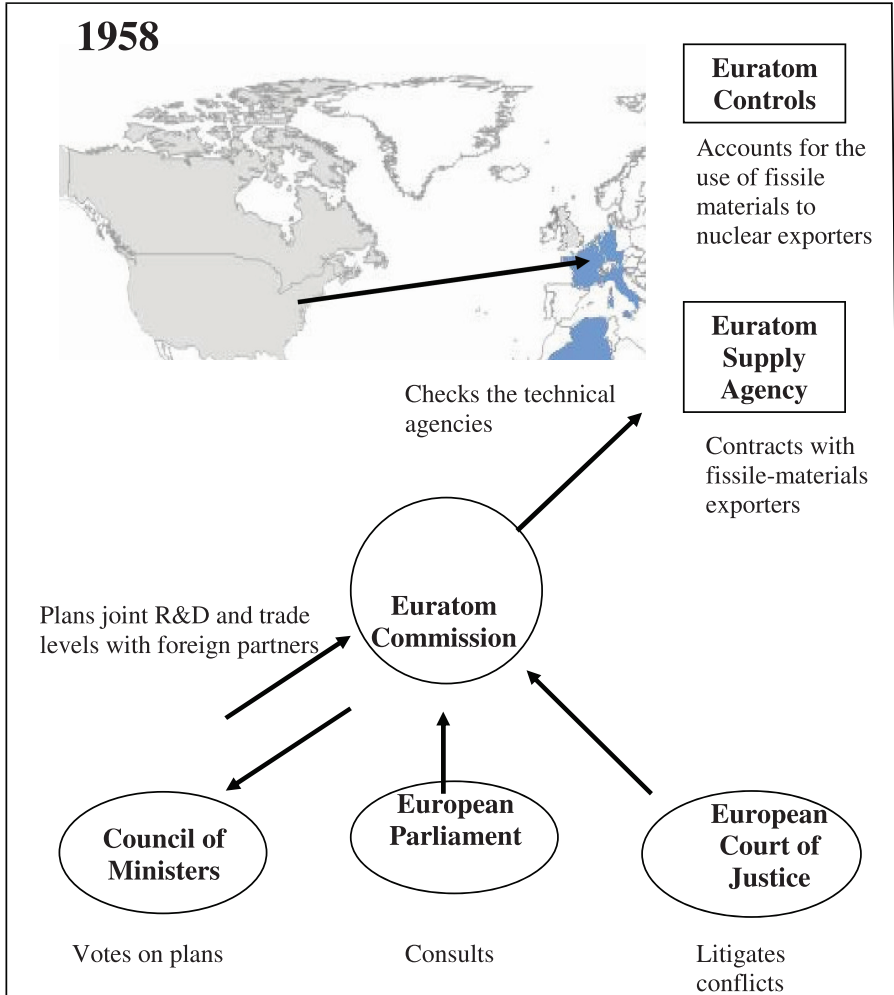 1958
Euratom
Controls
Accounts for the
use of fissile
materials to
nuclear exporters
Euratom
Supply
Agency
Contracts with
fissile-materials
exporters
Checks the technical
agencies
Euratom
Commission
Plans joint R&D and trade
levels with foreign partners
Council of
Ministers
Votes on plans
European
Parliament
Consults
European
Court of
Justice
Litigates
conflicts